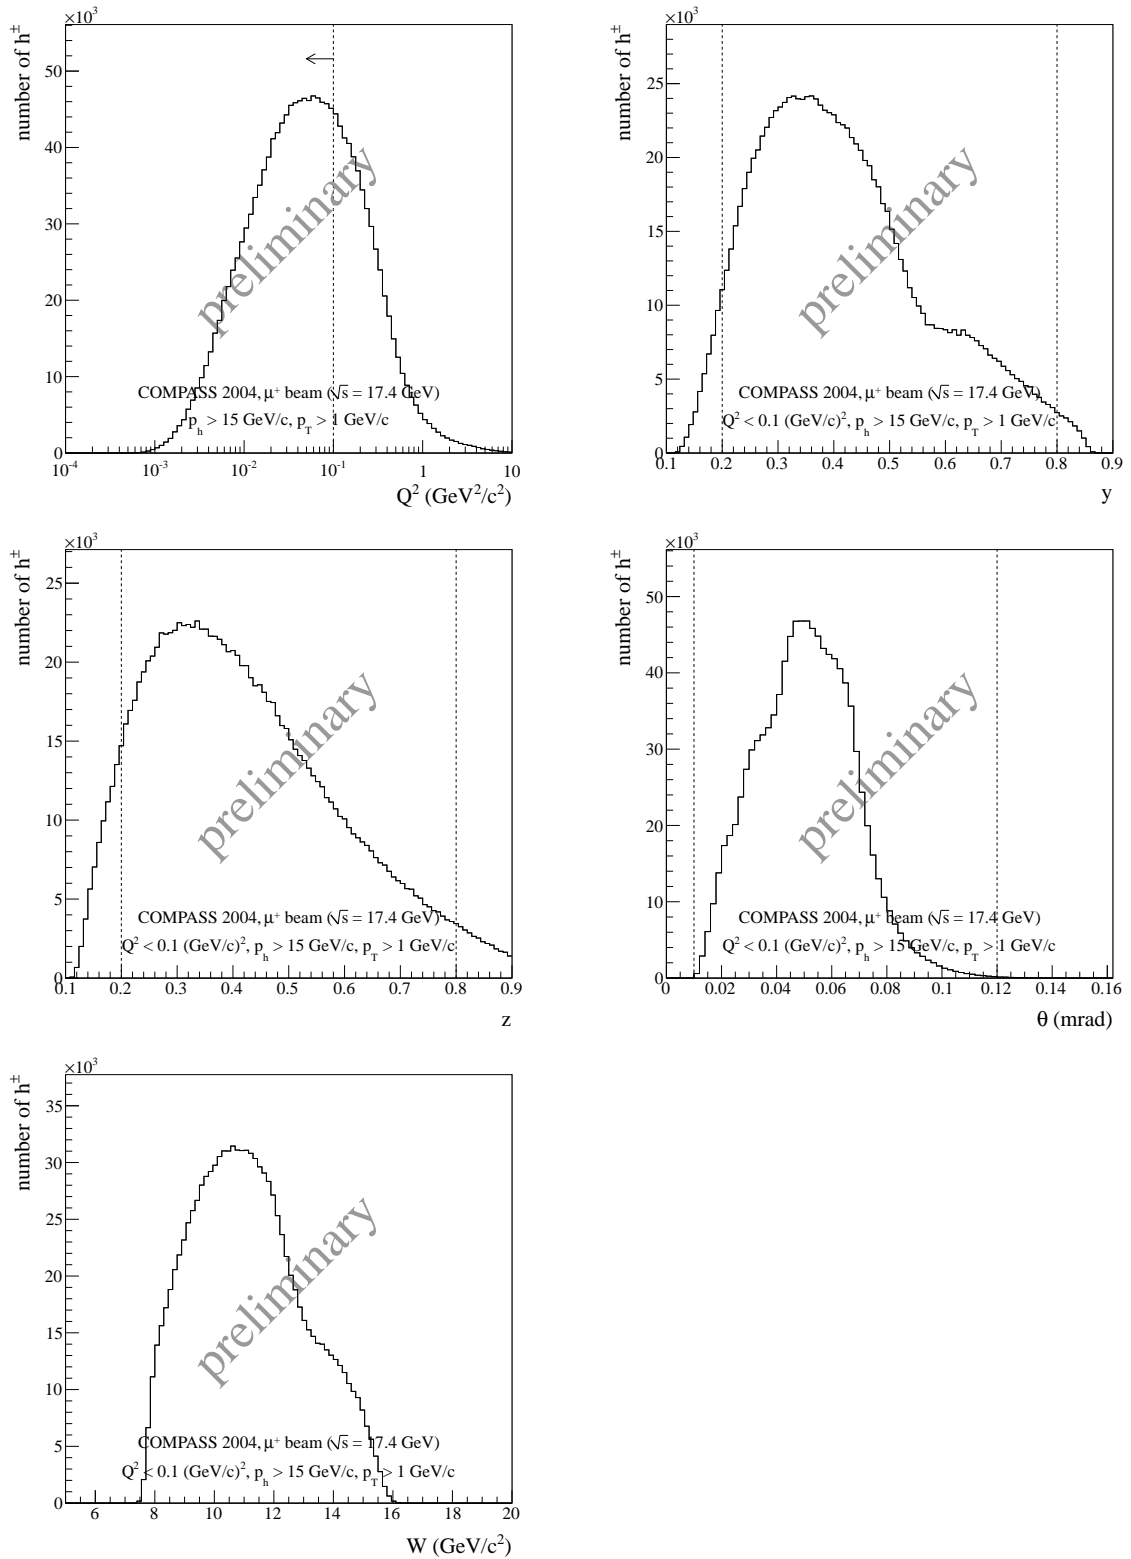 ×10³
number of h±
50
40
30
20
10
0
preliminary
COMPASS 2004, μ⁺ beam (√s = 17.4 GeV)
p_h > 15 GeV/c, p_T > 1 GeV/c
10⁻⁴ 10⁻³ 10⁻² 10⁻¹ 1 10
Q² (GeV²/c²)
×10³
number of h±
25
20
15
10
5
0
preliminary
COMPASS 2004, μ⁺ beam (√s = 17.4 GeV)
Q² < 0.1 (GeV/c)², p_h > 15 GeV/c, p_T > 1 GeV/c
0.1 0.2 0.3 0.4 0.5 0.6 0.7 0.8 0.9
y
×10³
number of h±
25
20
15
10
5
0
preliminary
COMPASS 2004, μ⁺ beam (√s = 17.4 GeV)
Q² < 0.1 (GeV/c)², p_h > 15 GeV/c, p_T > 1 GeV/c
0.1 0.2 0.3 0.4 0.5 0.6 0.7 0.8 0.9
z
×10³
number of h±
50
40
30
20
10
0
preliminary
COMPASS 2004, μ⁺ beam (√s = 17.4 GeV)
Q² < 0.1 (GeV/c)², p_h > 15 GeV/c, p_T > 1 GeV/c
0 0.02 0.04 0.06 0.08 0.1 0.12 0.14 0.16
θ (mrad)
×10³
number of h±
35
30
25
20
15
10
5
0
preliminary
COMPASS 2004, μ⁺ beam (√s = 17.4 GeV)
Q² < 0.1 (GeV/c)², p_h > 15 GeV/c, p_T > 1 GeV/c
6 8 10 12 14 16 18 20
W (GeV/c²)